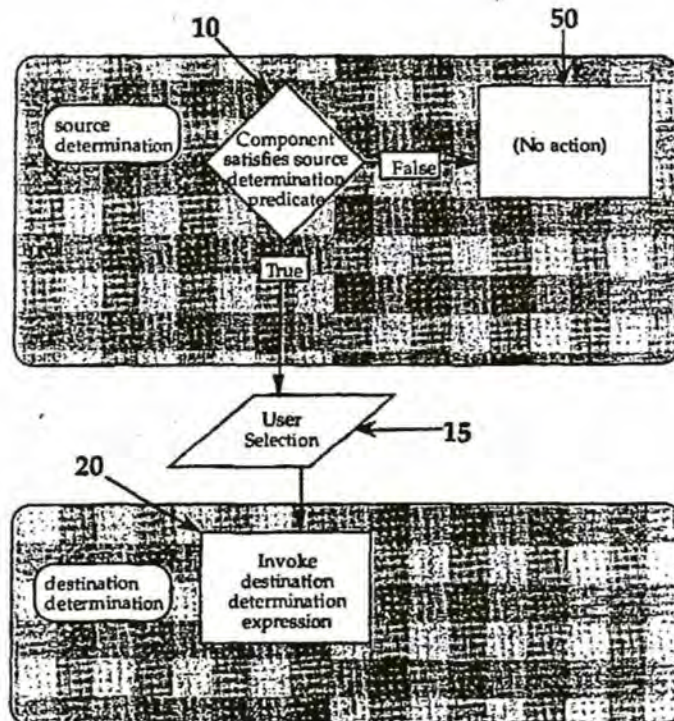 10
50
source
determination
Component
satisfies source
determination
predicate
False
(No action)
True
User
Selection
15
20
destination
determination
Invoke
destination
determination
expression